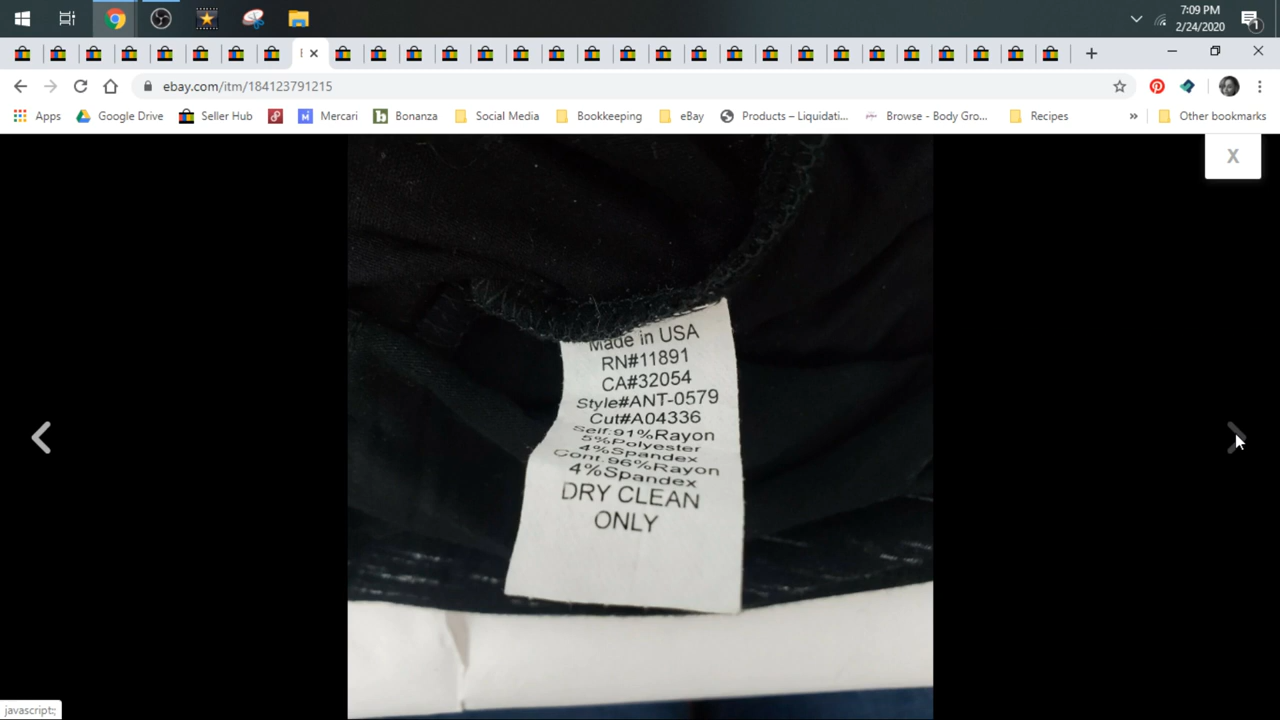 7:09 PM
2/24/2020
1
ebay.com/itm/184123791215
Apps
Google Drive
Seller Hub
Mercari
Bonanza
Social Media
Bookkeeping
eBay
Products – Liquidati...
Browse - Body Gro...
Recipes
»
Other bookmarks
X
Made in USA
RN#11891
CA#32054
Style#ANT-0579
Cut#A04336
Self:91%Rayon
5%Polyester
4%Spandex
Cont.96%Rayon
4%Spandex
DRY CLEAN
ONLY
javascript:;